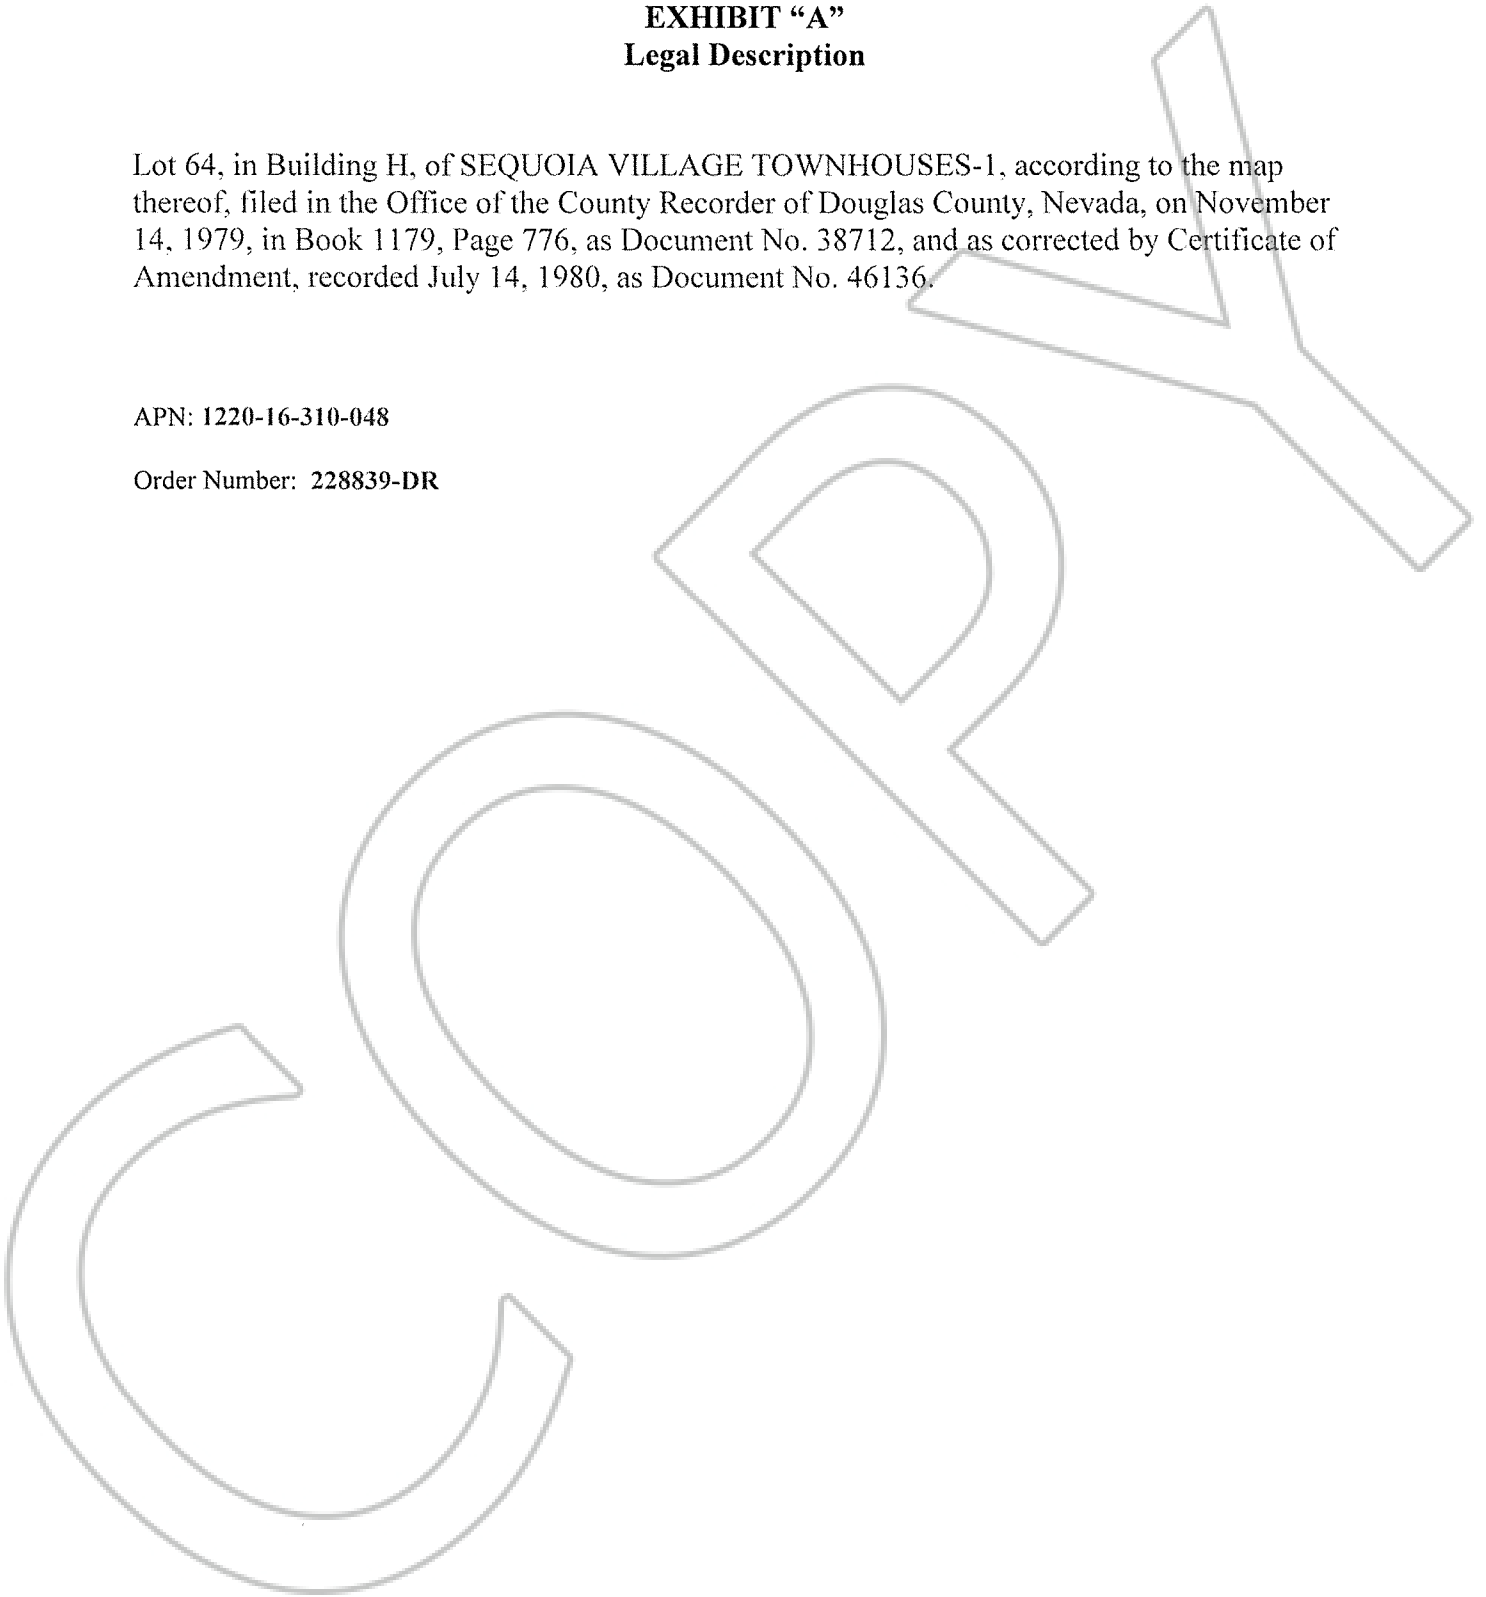 EXHIBIT “A”
Legal Description
Lot 64, in Building H, of SEQUOIA VILLAGE TOWNHOUSES-1, according to the map
thereof, filed in the Office of the County Recorder of Douglas County, Nevada, on November
14, 1979, in Book 1179, Page 776, as Document No. 38712, and as corrected by Certificate of
Amendment, recorded July 14, 1980, as Document No. 46136.
APN: 1220-16-310-048
Order Number: 228839-DR
COPY